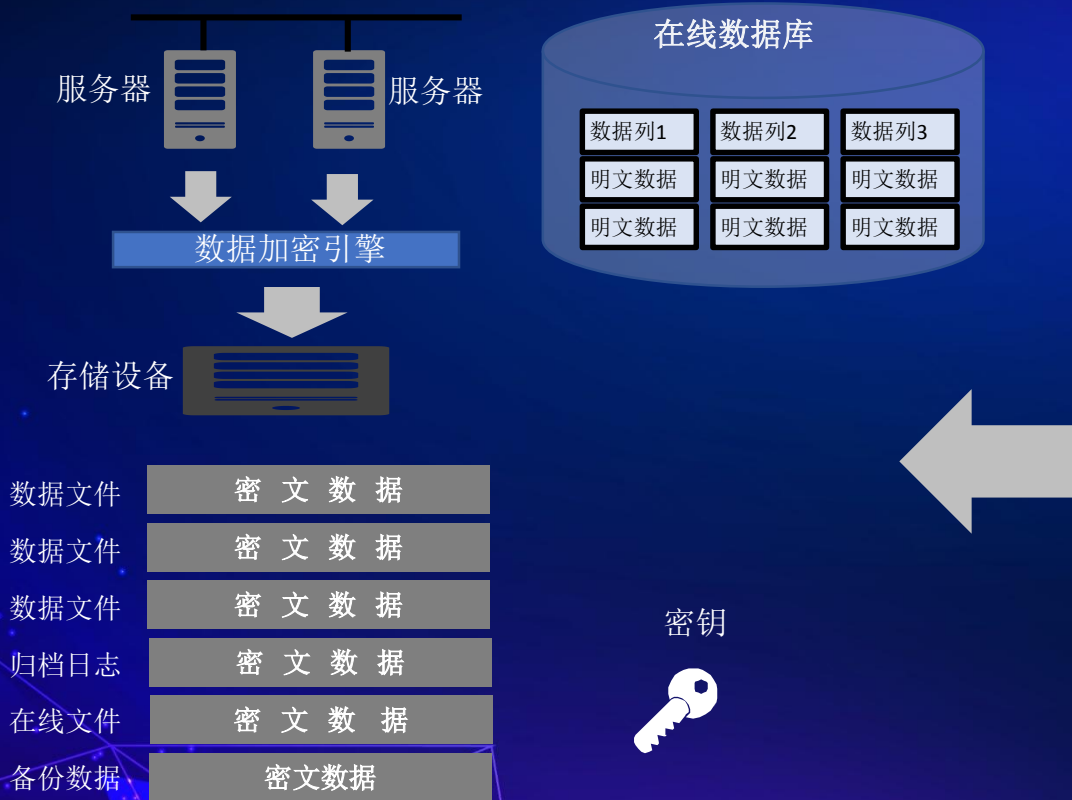 服务器
服务器
数据加密引擎
存储设备
数据文件 密文数据
数据文件 密文数据
数据文件 密文数据
归档日志 密文数据
在线文件 密文数据
备份数据 密文数据
在线数据库
数据列1 数据列2 数据列3
明文数据 明文数据 明文数据
明文数据 明文数据 明文数据
密钥